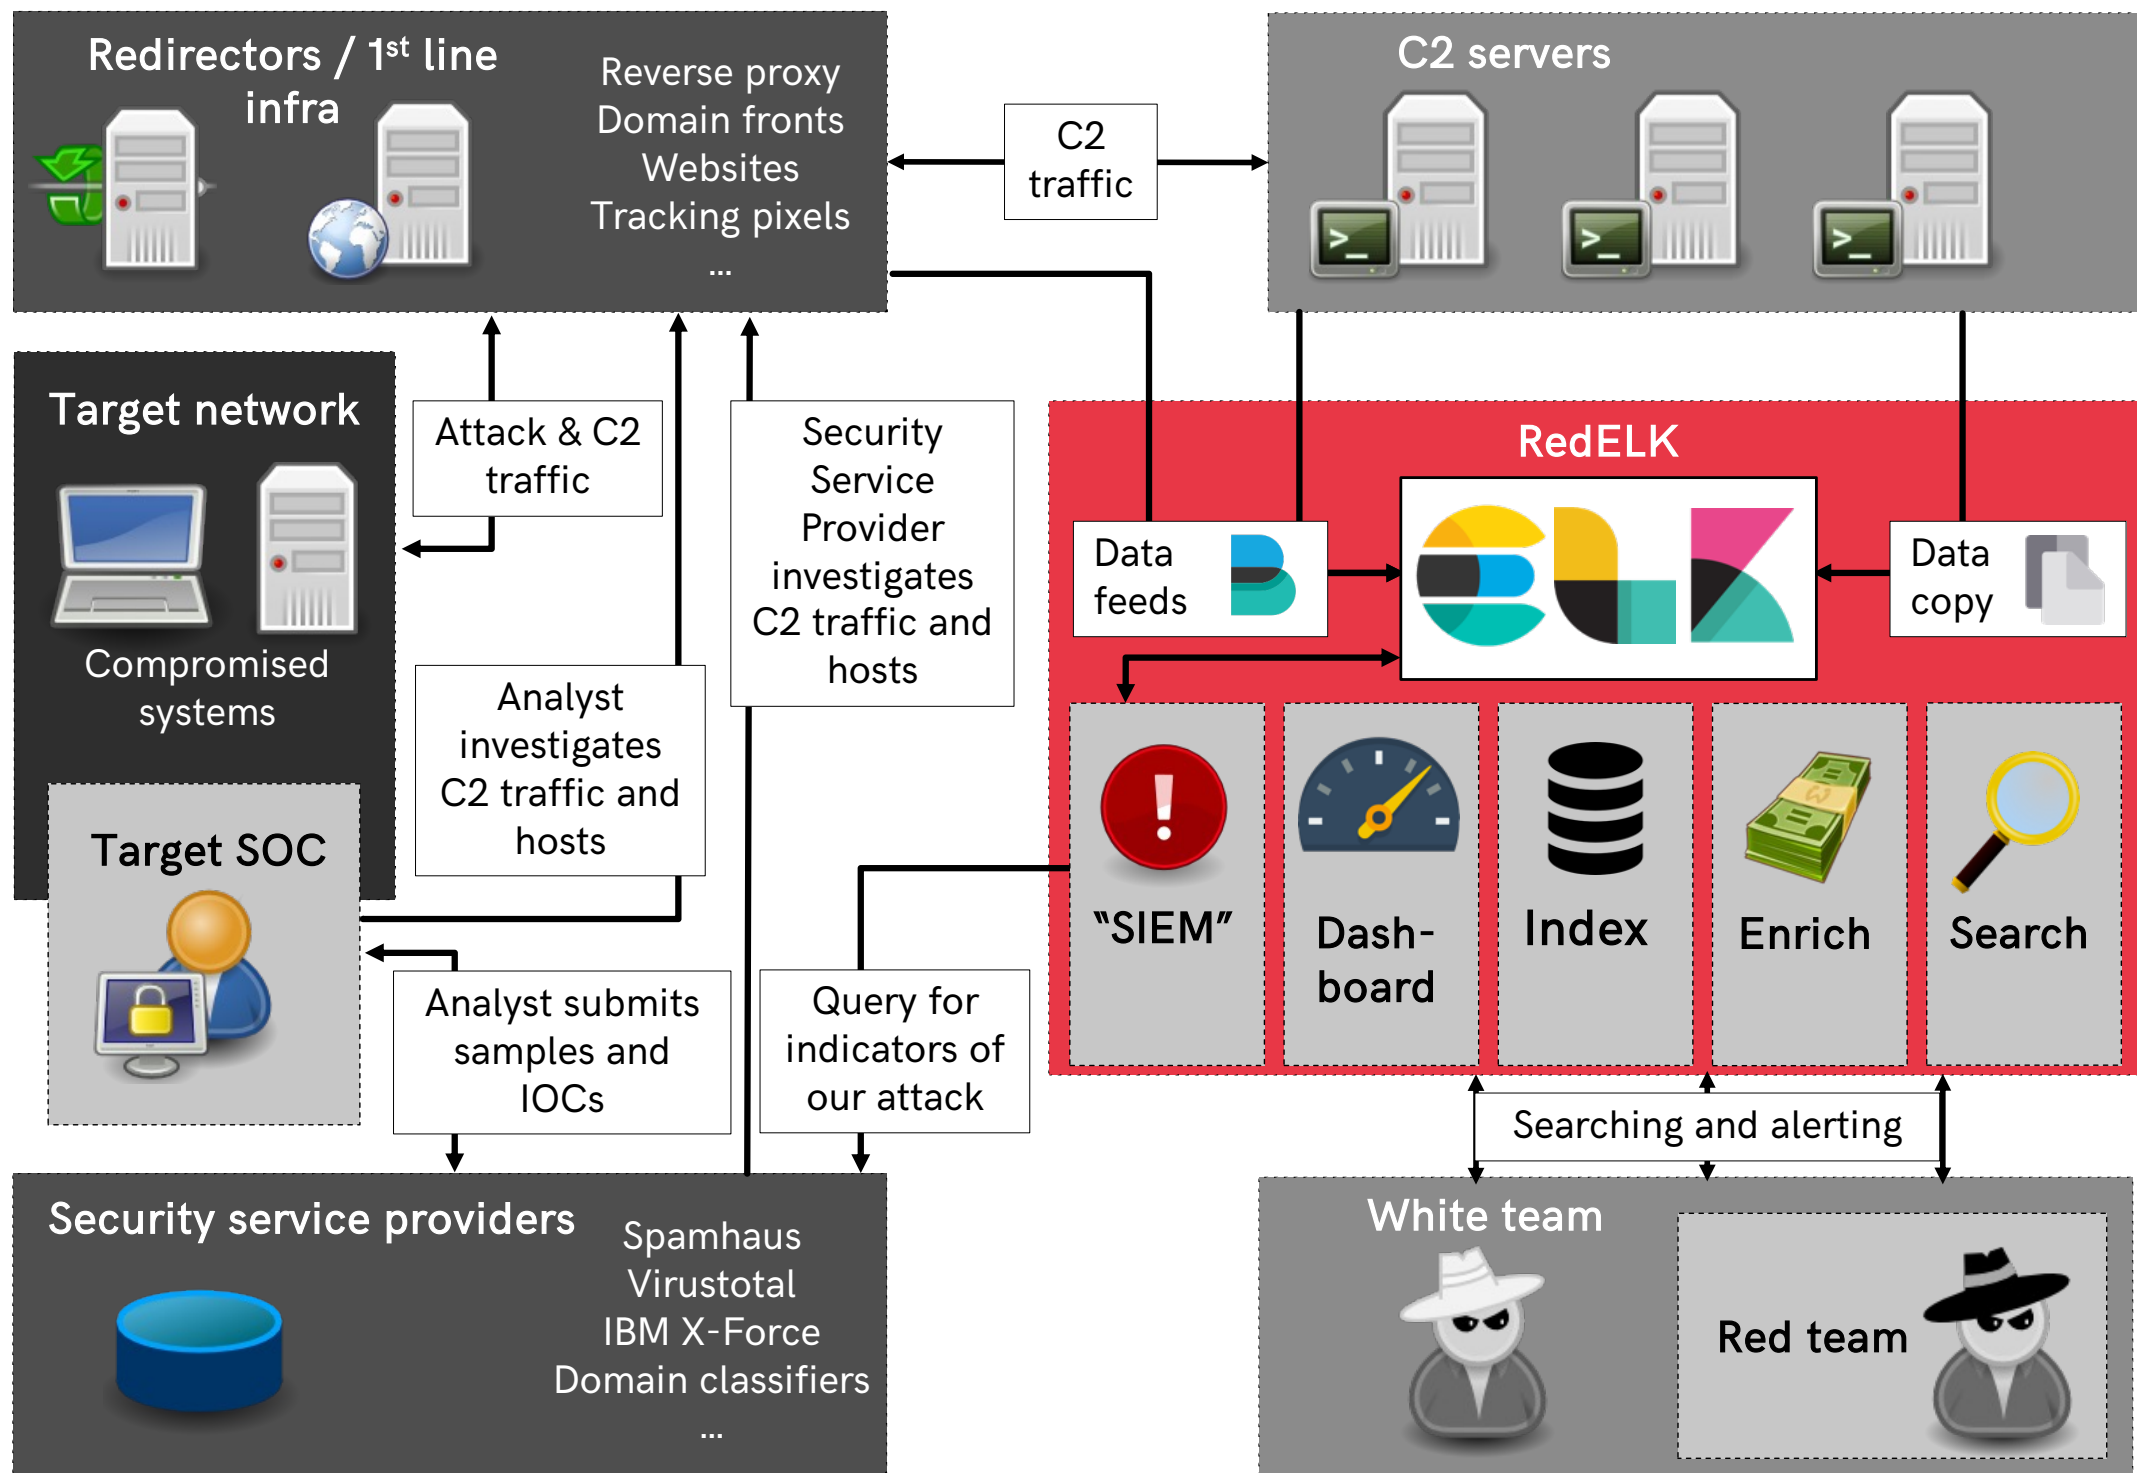 Redirectors / 1st line
infra
Reverse proxy
Domain fronts
Websites
Tracking pixels
...
C2
traffic
C2 servers
>_
>_
>_
Target network
Compromised
systems
Attack & C2
traffic
Security
Service
Provider
investigates
C2 traffic and
hosts
Analyst
investigates
C2 traffic and
hosts
Target SOC
Analyst submits
samples and
IOCs
Query for
indicators of
our attack
RedELK
Data
feeds
ELK
Data
copy
“SIEM”
Dash-
board
Index
Enrich
Search
Searching and alerting
Security service providers
Spamhaus
Virustotal
IBM X-Force
Domain classifiers
...
White team
Red team